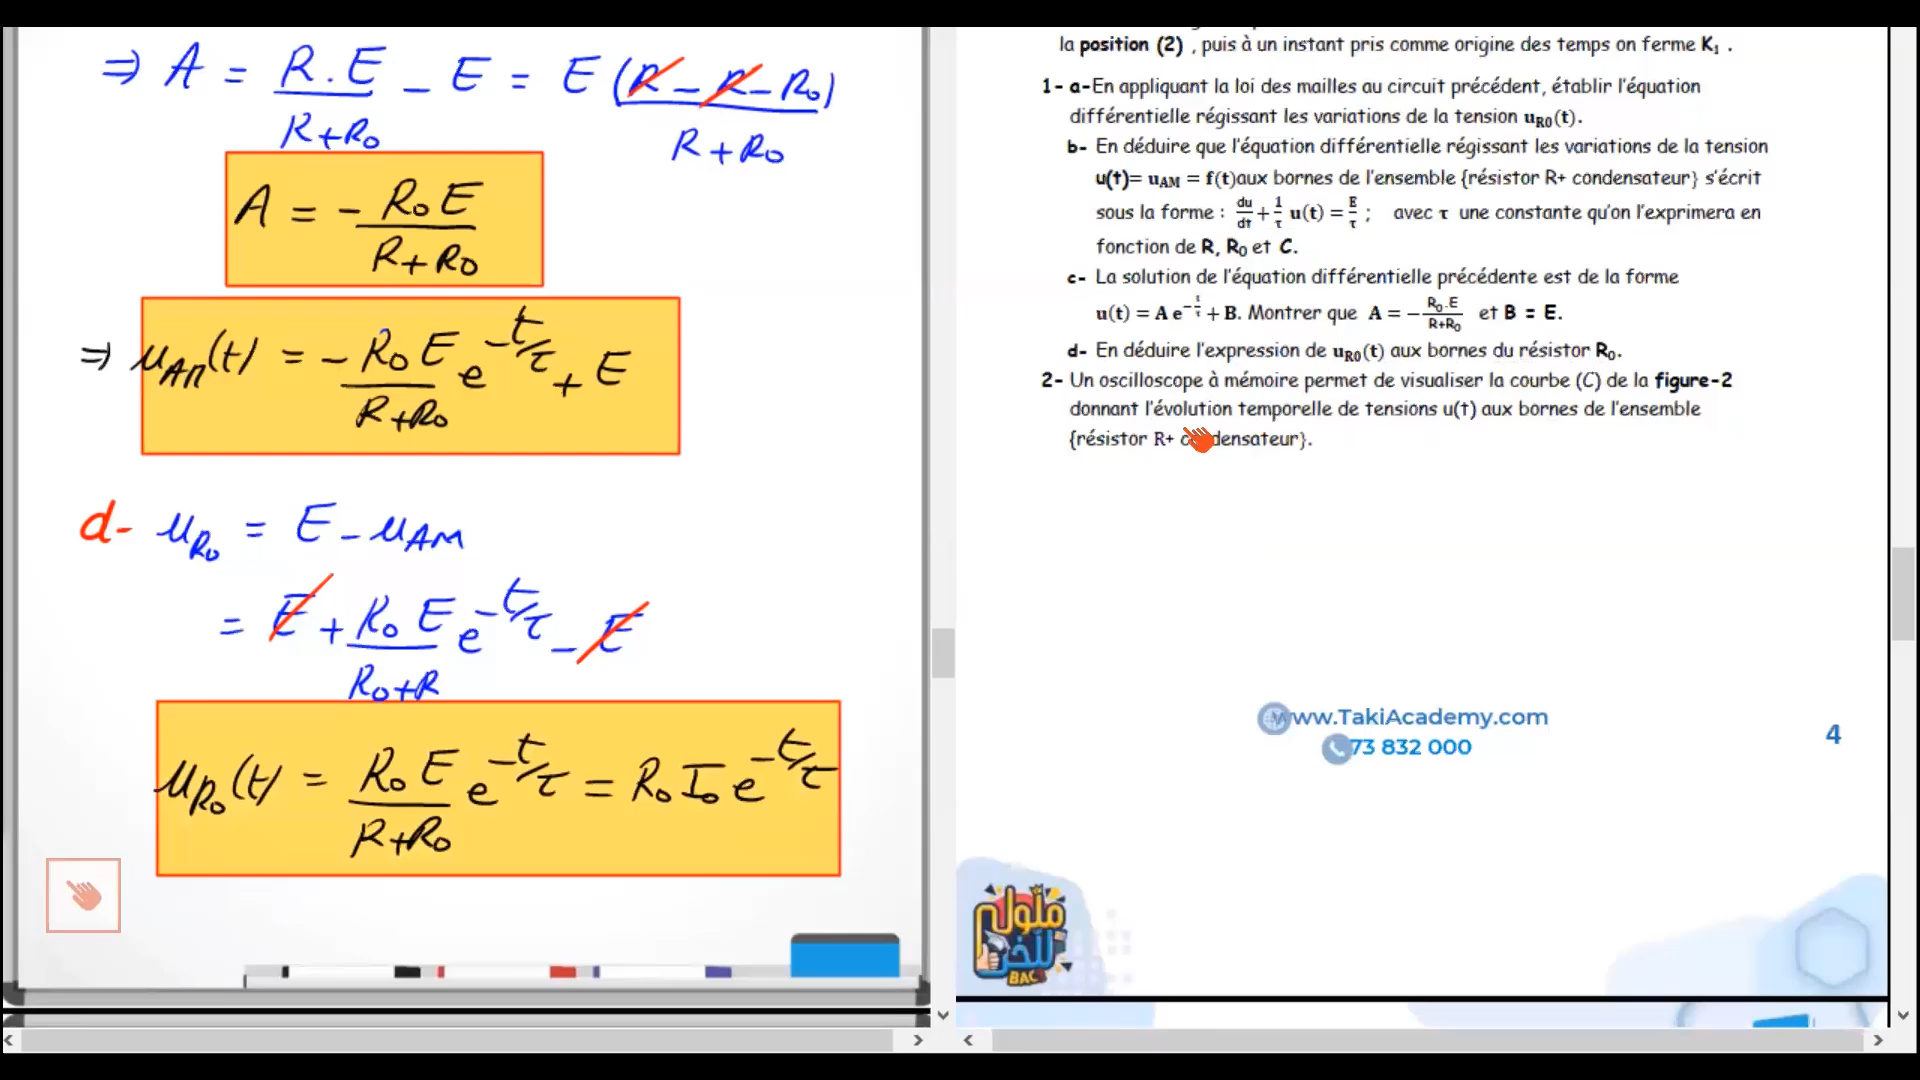 ⇒ A = R.E/R+R₀ - E = E (R - R - R₀)/R+R₀
A = - R₀E/R+R₀
⇒ u_AM(t) = - R₀E/R+R₀ e^-t/τ + E
d- u_R₀ = E - u_AM
= E + R₀E/R₀+R e^-t/τ - E
u_R₀(t) = R₀E/R+R₀ e^-t/τ = R₀I₀e^-t/τ
la position (2) , puis à un instant pris comme origine des temps on ferme K₁ .
1- a-En appliquant la loi des mailles au circuit précédent, établir l'équation
différentielle régissant les variations de la tension u_R0(t).
b- En déduire que l'équation différentielle régissant les variations de la tension
u(t)= u_AM = f(t)aux bornes de l'ensemble {résistor R+ condensateur} s'écrit
sous la forme : du/dt + 1/τ u(t) = E/τ ; avec τ une constante qu'on l'exprimera en
fonction de R, R₀ et C.
c- La solution de l'équation différentielle précédente est de la forme
u(t) = A e^-t/τ + B. Montrer que A = - R₀.E/R+R₀ et B = E.
d- En déduire l'expression de u_R0(t) aux bornes du résistor R₀.
2- Un oscilloscope à mémoire permet de visualiser la courbe (C) de la figure-2
donnant l'évolution temporelle de tensions u(t) aux bornes de l'ensemble
{résistor R+ condensateur}.
www.TakiAcademy.com
73 832 000
4
BAC